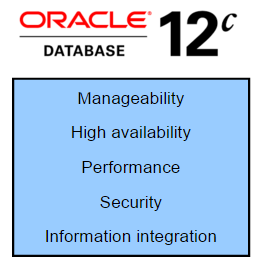 ORACLE®
DATABASE 12c
Manageability
High availability
Performance
Security
Information integration